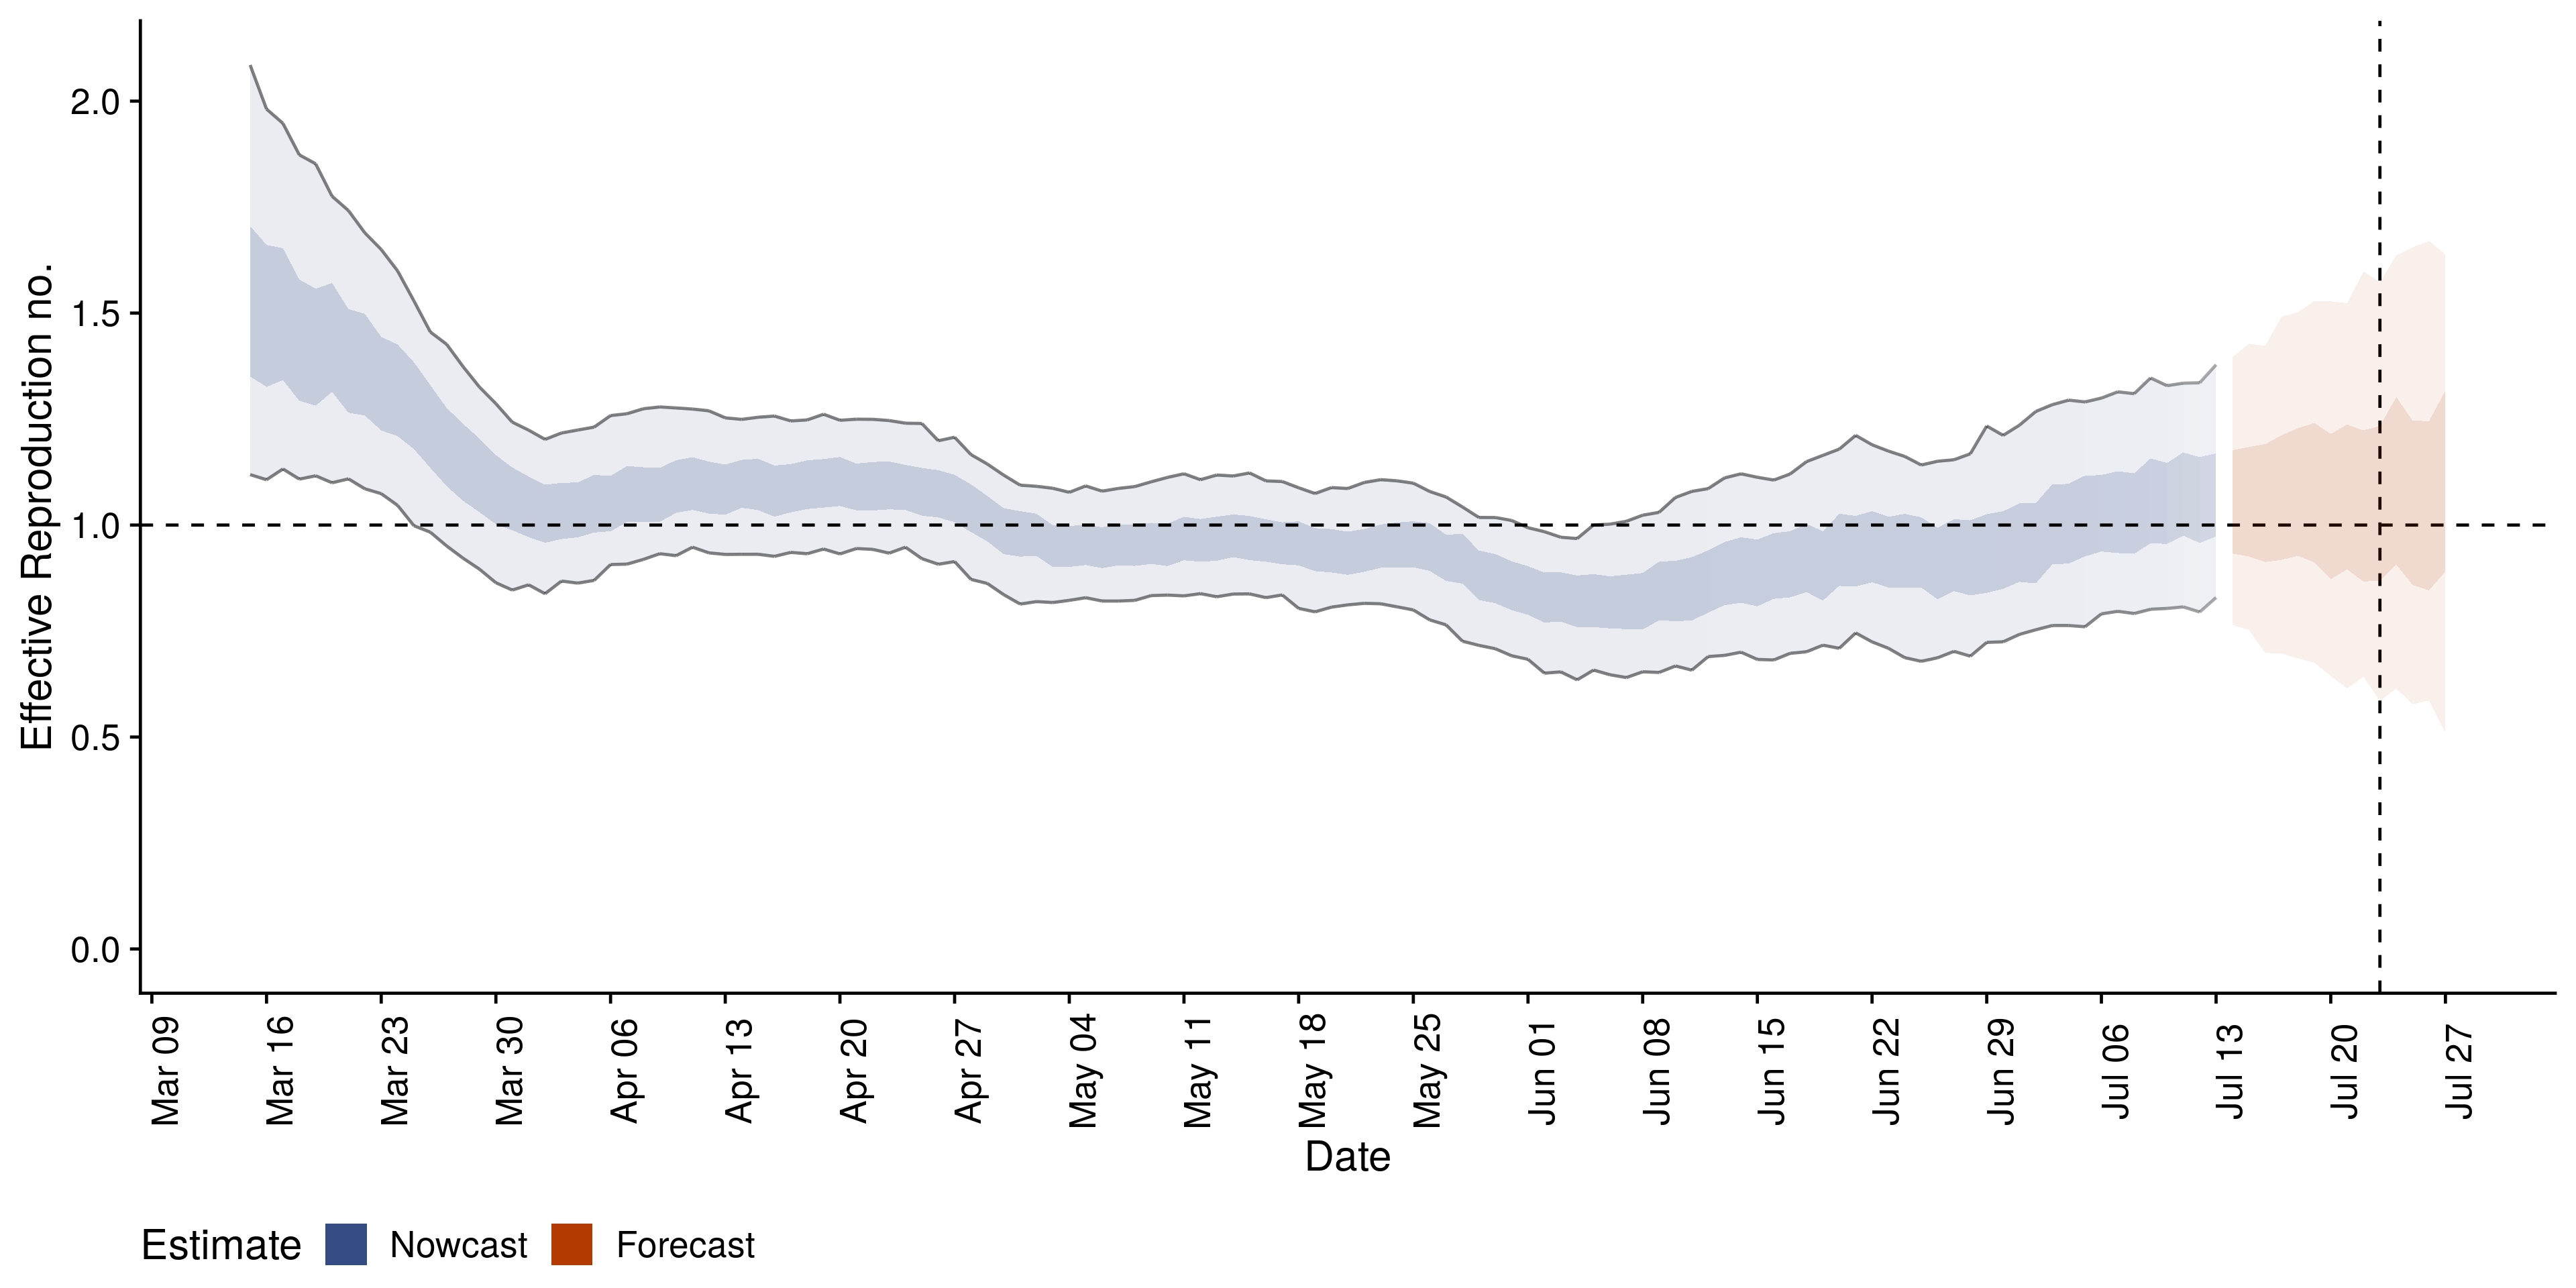 Effective Reproduction no.
2.0
1.5
1.0
0.5
0.0
Mar 09
Mar 16
Mar 23
Mar 30
Apr 06
Apr 13
Apr 20
Apr 27
May 04
May 11
May 18
May 25
Jun 01
Jun 08
Jun 15
Jun 22
Jun 29
Jul 06
Jul 13
Jul 20
Jul 27
Date
Estimate Nowcast Forecast